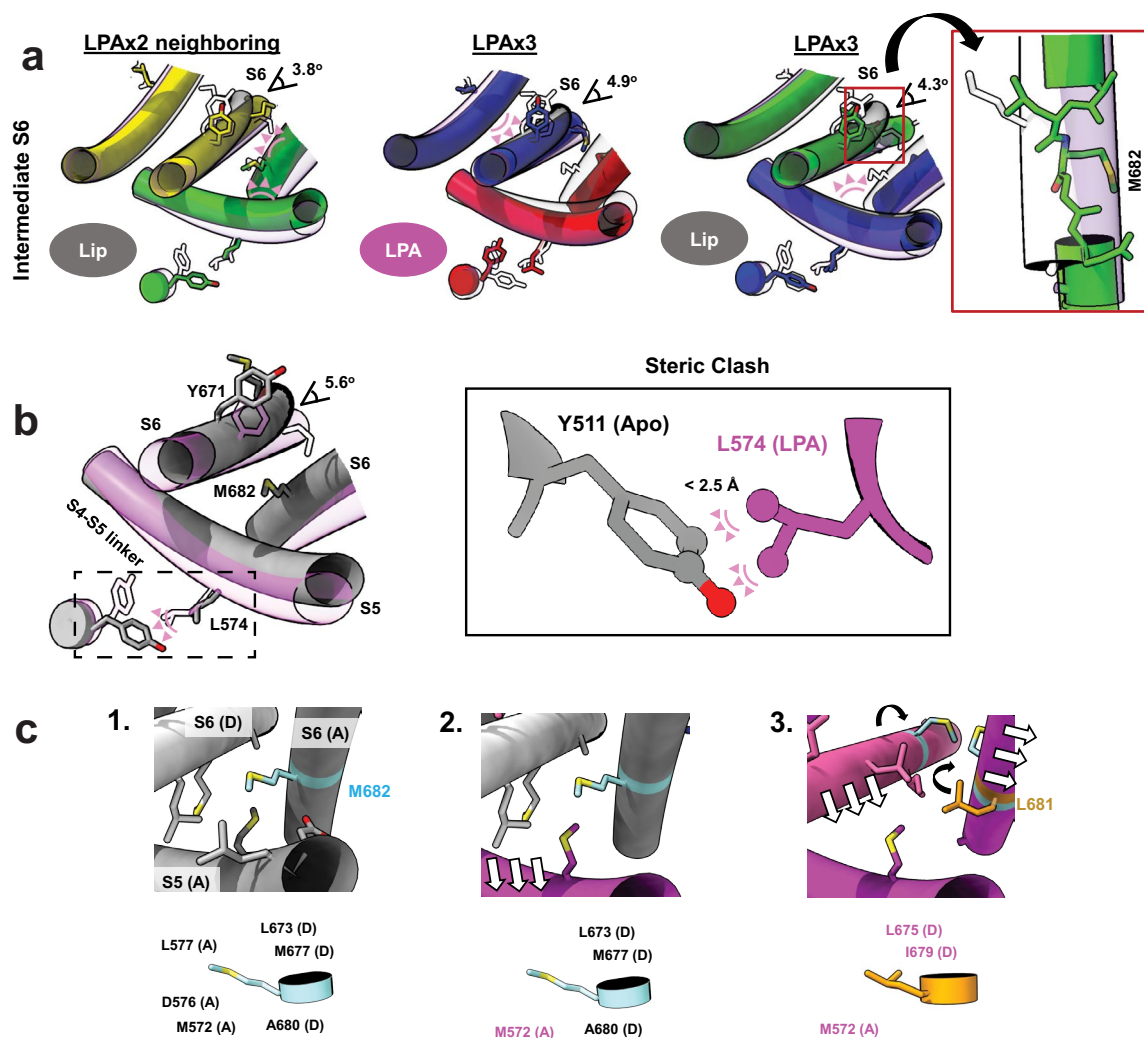 a
LPAx2 neighboring
LPAx3
LPAx3
S6
3.8o
S6
4.9o
S6
4.3o
Intermediate S6
Lip
LPA
Lip
M682
b
Steric Clash
Y671
5.6o
S6
S6
M682
S4-S5 linker
L574
S5
Y511 (Apo)
L574 (LPA)
< 2.5 Å
c
1.
2.
3.
S6 (D)
S6 (A)
M682
S5 (A)
L681
L673 (D)
L577 (A)
M677 (D)
D576 (A)
M572 (A)
A680 (D)
L673 (D)
M677 (D)
M572 (A)
A680 (D)
L675 (D)
I679 (D)
M572 (A)